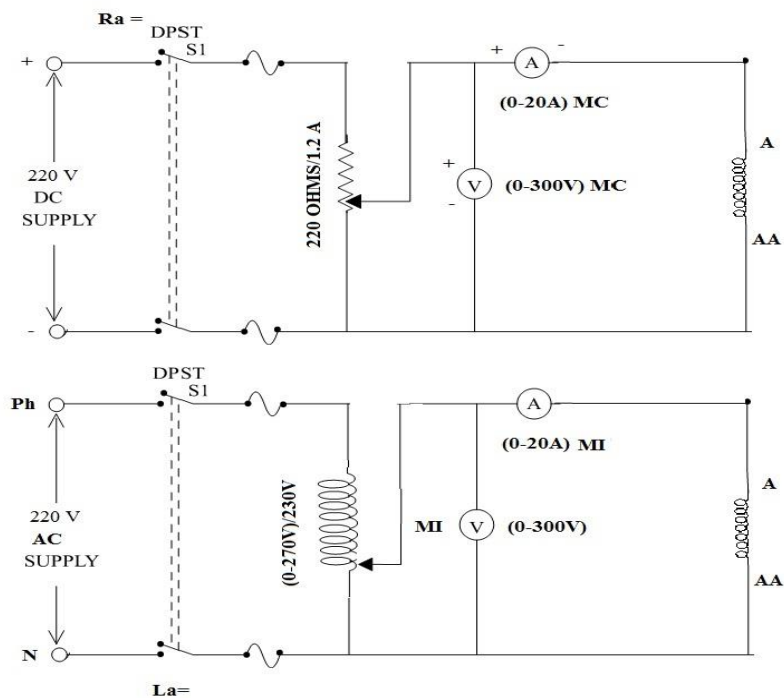 Ra =
DPST
S1
+
+
-
A
(0-20A) MC
A
220 OHMS/1.2 A
220 V
DC
SUPPLY
+
V
(0-300V) MC
-
AA
-
DPST
S1
Ph
A
(0-20A) MI
A
(0-270V)/230V
220 V
AC
SUPPLY
MI
V
(0-300V)
AA
N
La=